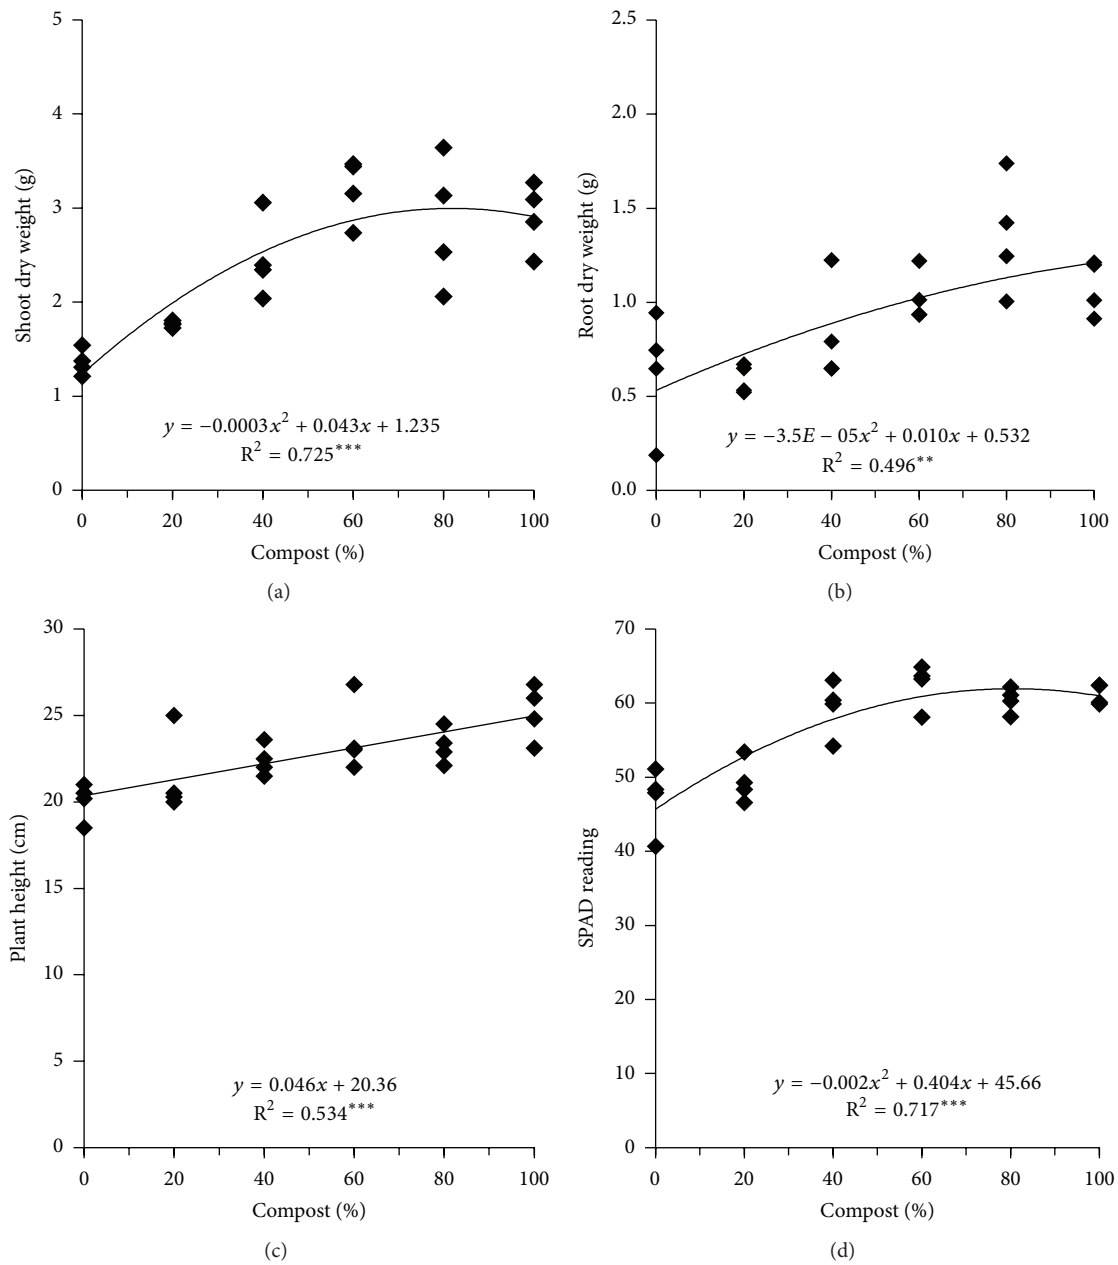 5
4
3
2
1
0
Shoot dry weight (g)
y = −0.0003x² + 0.043x + 1.235
R² = 0.725***
0 20 40 60 80 100
Compost (%)
(a)
2.5
2.0
1.5
1.0
0.5
0.0
Root dry weight (g)
y = −3.5E − 05x² + 0.010x + 0.532
R² = 0.496**
0 20 40 60 80 100
Compost (%)
(b)
30
25
20
15
10
5
0
Plant height (cm)
y = 0.046x + 20.36
R² = 0.534***
0 20 40 60 80 100
Compost (%)
(c)
70
60
50
40
30
20
10
0
SPAD reading
y = −0.002x² + 0.404x + 45.66
R² = 0.717***
0 20 40 60 80 100
Compost (%)
(d)